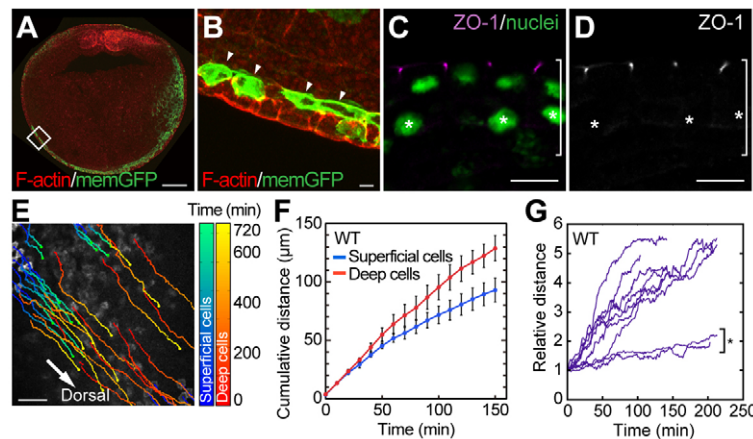 A
F-actin/memGFP
B
F-actin/memGFP
C
ZO-1/nuclei
*
*
*
D
ZO-1
*
*
*
E
Dorsal
Time (min)
720
600
400
200
0
Superficial cells
Deep cells
F
WT
Superficial cells
Deep cells
Cumulative distance (µm)
150
100
50
0
0
50
100
150
Time (min)
G
WT
*
Relative distance
6
5
4
3
2
1
0
0
50
100
150
200
250
Time (min)